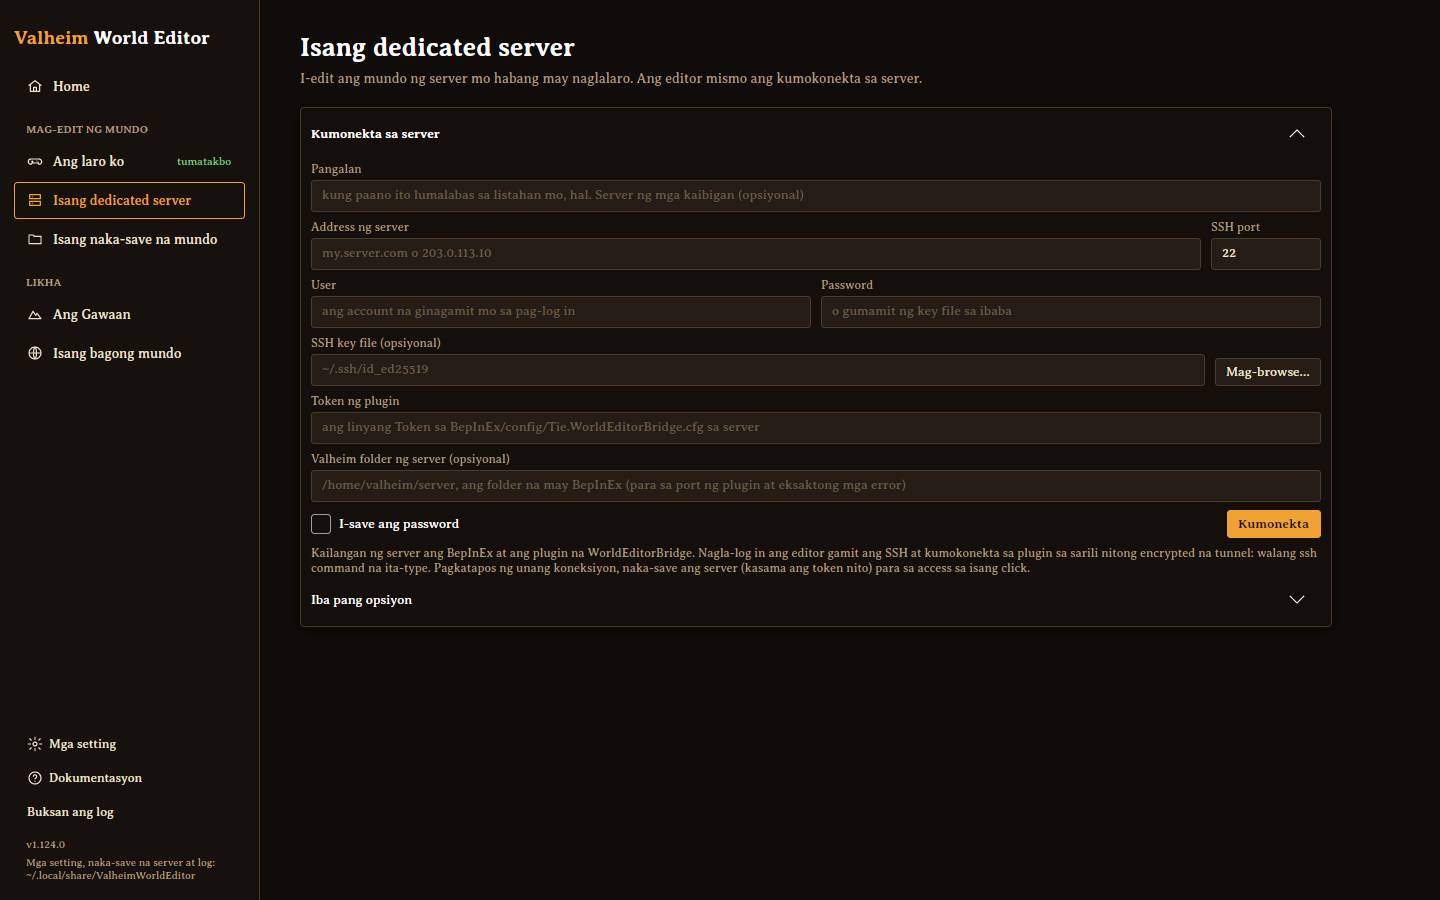 Valheim World Editor
Home
MAG-EDIT NG MUNDO
Ang laro ko tumatakbo
Isang dedicated server
Isang naka-save na mundo
LIKHA
Ang Gawaan
Isang bagong mundo
Mga setting
Dokumentasyon
Buksan ang log
v1.124.0
Mga setting, naka-save na server at log:
~/.local/share/ValheimWorldEditor
Isang dedicated server
I-edit ang mundo ng server mo habang may naglalaro. Ang editor mismo ang kumokonekta sa server.
Kumonekta sa server
Pangalan
kung paano ito lumalabas sa listahan mo, hal. Server ng mga kaibigan (opsiyonal)
Address ng server SSH port
my.server.com o 203.0.113.10 22
User Password
ang account na ginagamit mo sa pag-log in o gumamit ng key file sa ibaba
SSH key file (opsiyonal)
~/.ssh/id_ed25519 Mag-browse...
Token ng plugin
ang linyang Token sa BepInEx/config/Tie.WorldEditorBridge.cfg sa server
Valheim folder ng server (opsiyonal)
/home/valheim/server, ang folder na may BepInEx (para sa port ng plugin at eksaktong mga error)
I-save ang password Kumonekta
Kailangan ng server ang BepInEx at ang plugin na WorldEditorBridge. Nagla-log in ang editor gamit ang SSH at kumokonekta sa plugin sa sarili nitong encrypted na tunnel: walang ssh
command na ita-type. Pagkatapos ng unang koneksiyon, naka-save ang server (kasama ang token nito) para sa access sa isang click.
Iba pang opsiyon